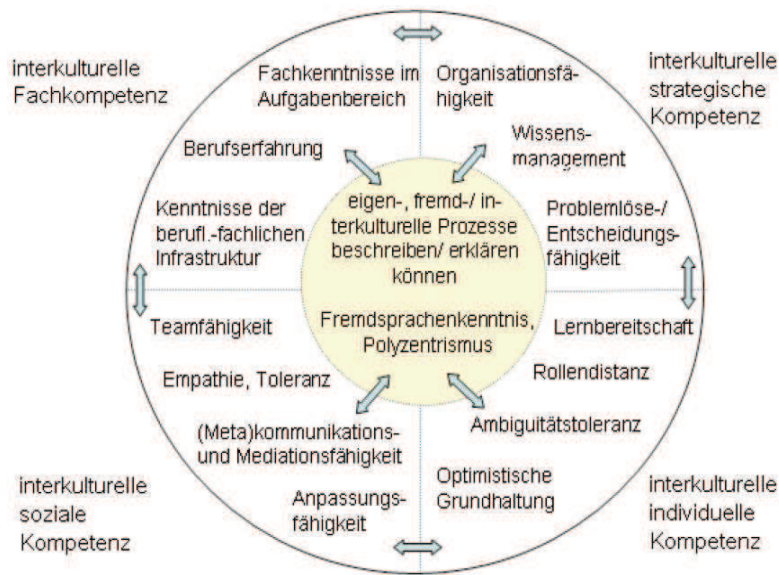 interkulturelle
Fachkompetenz
Fachkenntnisse im
Aufgabenbereich
Berufserfahrung
Kenntnisse der
berufl.-fachlichen
Infrastruktur
Organisationsfä-
higkeit
Wissens-
management
Problemlöse-/
Entscheidungs-
fähigkeit
interkulturelle
strategische
Kompetenz
eigen-, fremd-/ in-
terkulturelle Prozesse
beschreiben/ erklären
können
Fremdsprachenkenntnis,
Polyzentrismus
Teamfähigkeit
Empathie, Toleranz
(Meta)kommunikations-
und Mediationsfähigkeit
Anpassungs-
fähigkeit
interkulturelle
soziale
Kompetenz
Lernbereitschaft
Rollendistanz
Ambiguitätstoleranz
Optimistische
Grundhaltung
interkulturelle
individuelle
Kompetenz